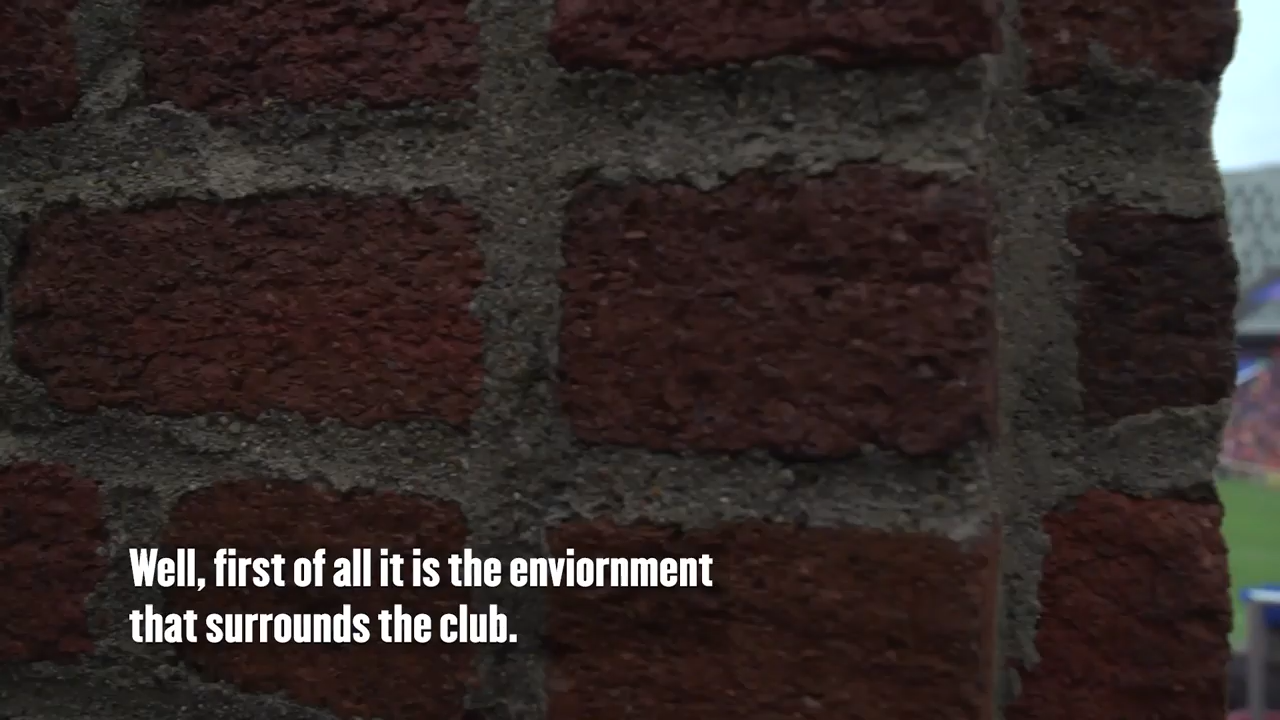 Well, first of all it is the enviornment
that surrounds the club.